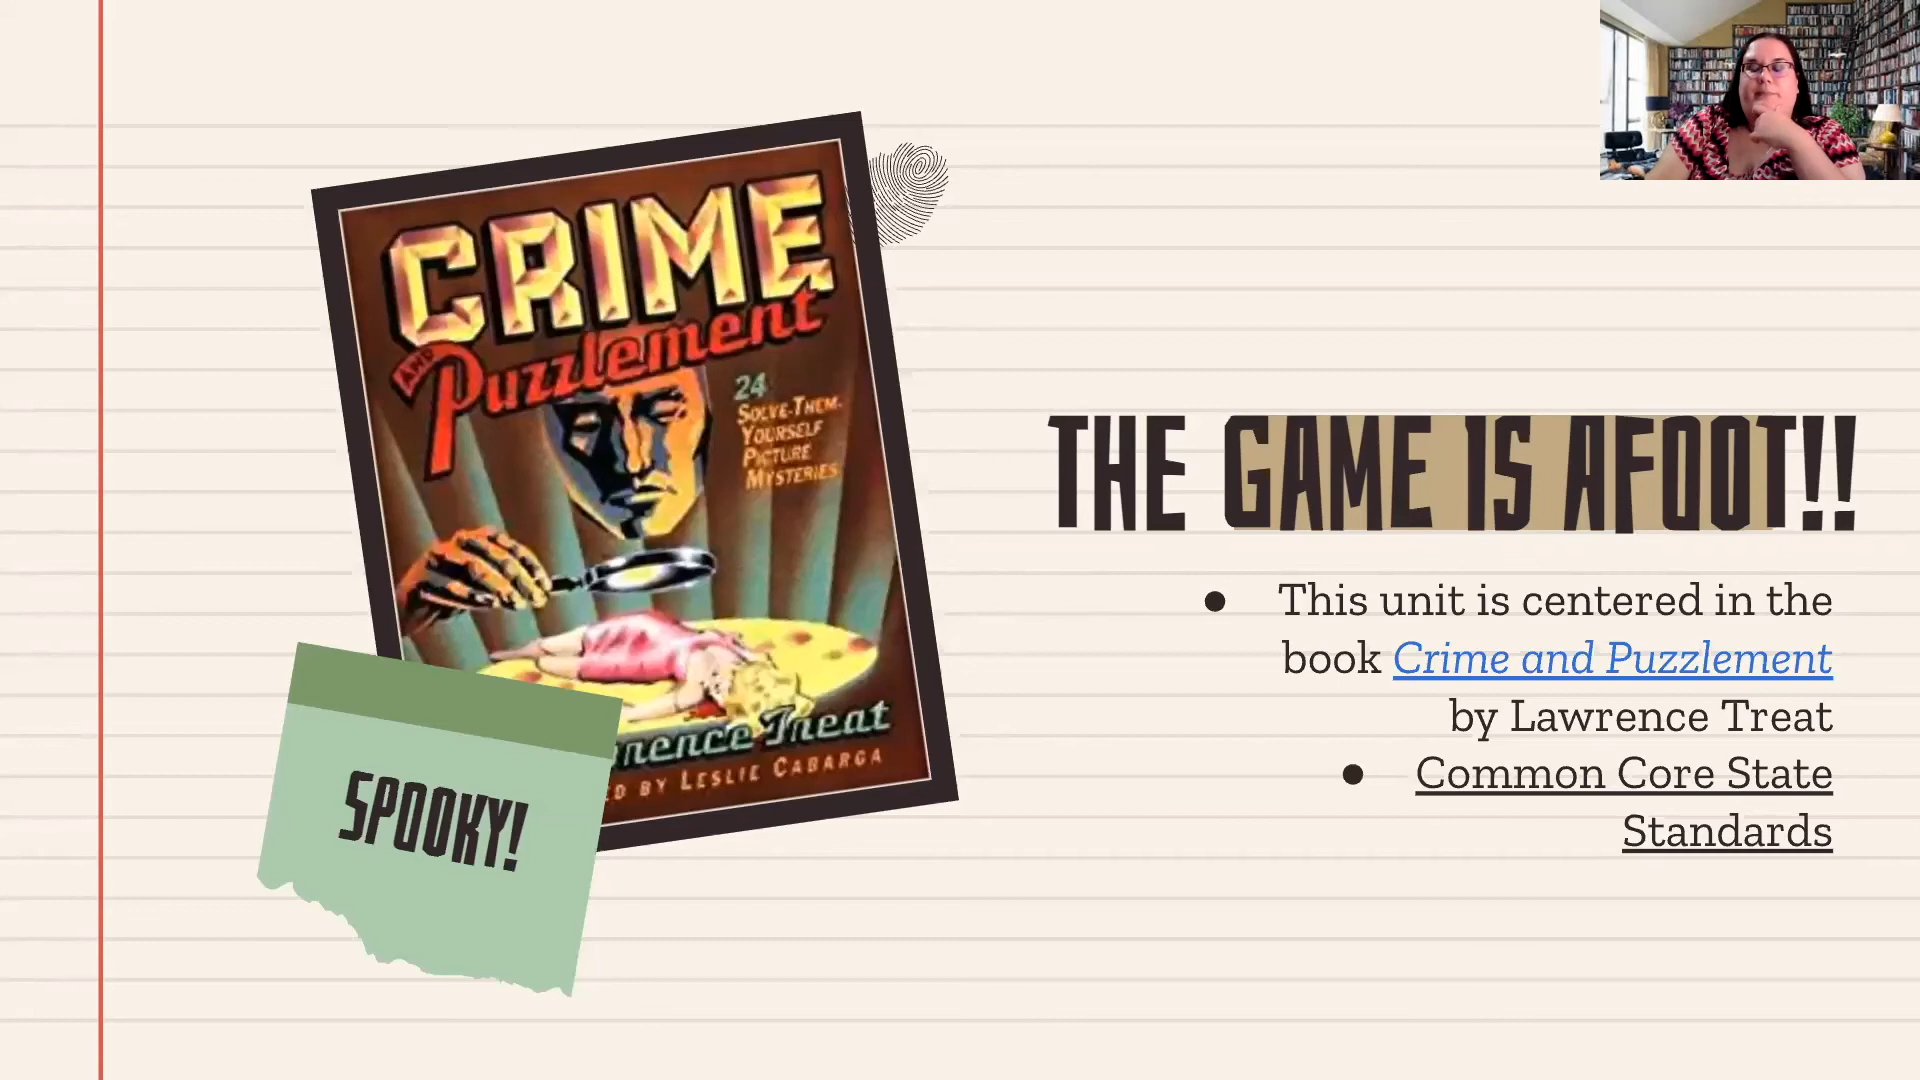 CRIME
AND Puzzlement
24
SOLVE-THEM-
YOURSELF
PICTURE
MYSTERIES
rence Treat
ED BY LESLIE CABARGA
SPOOKY!
THE GAME IS AFOOT!!
● This unit is centered in the
book Crime and Puzzlement
by Lawrence Treat
● Common Core State
Standards